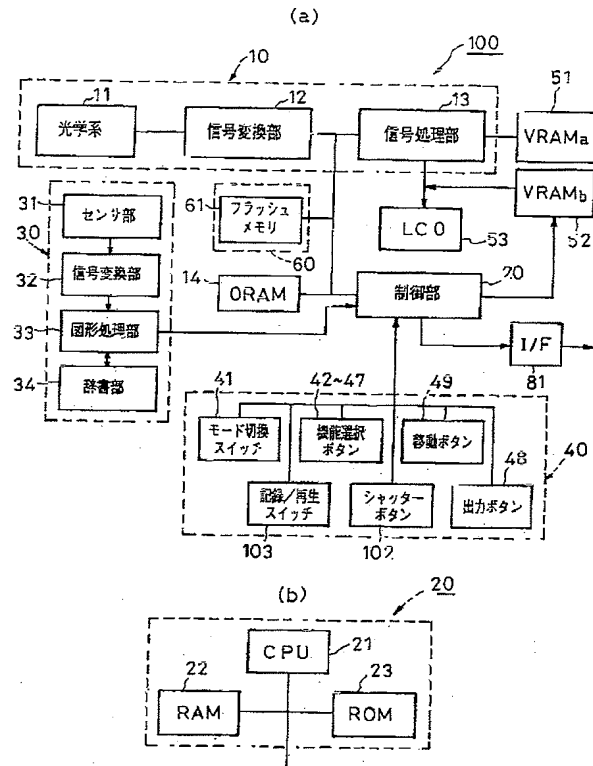 (a)
10
100
11
12
13
51
光学系
信号変換部
信号処理部
VRAMa
31
センサ部
61
フラッシュ
メモリ
VRAMb
30
60
LCD
53
52
32
信号変換部
14
DRAM
20
制御部
33
図形処理部
I/F
81
34
辞書部
41
42~47
49
モード切換
スイッチ
機能選択
ボタン
移動ボタン
48
40
記録/再生
スイッチ
シャッター
ボタン
出力ボタン
103
102
(b)
20
CPU
21
22
23
RAM
ROM